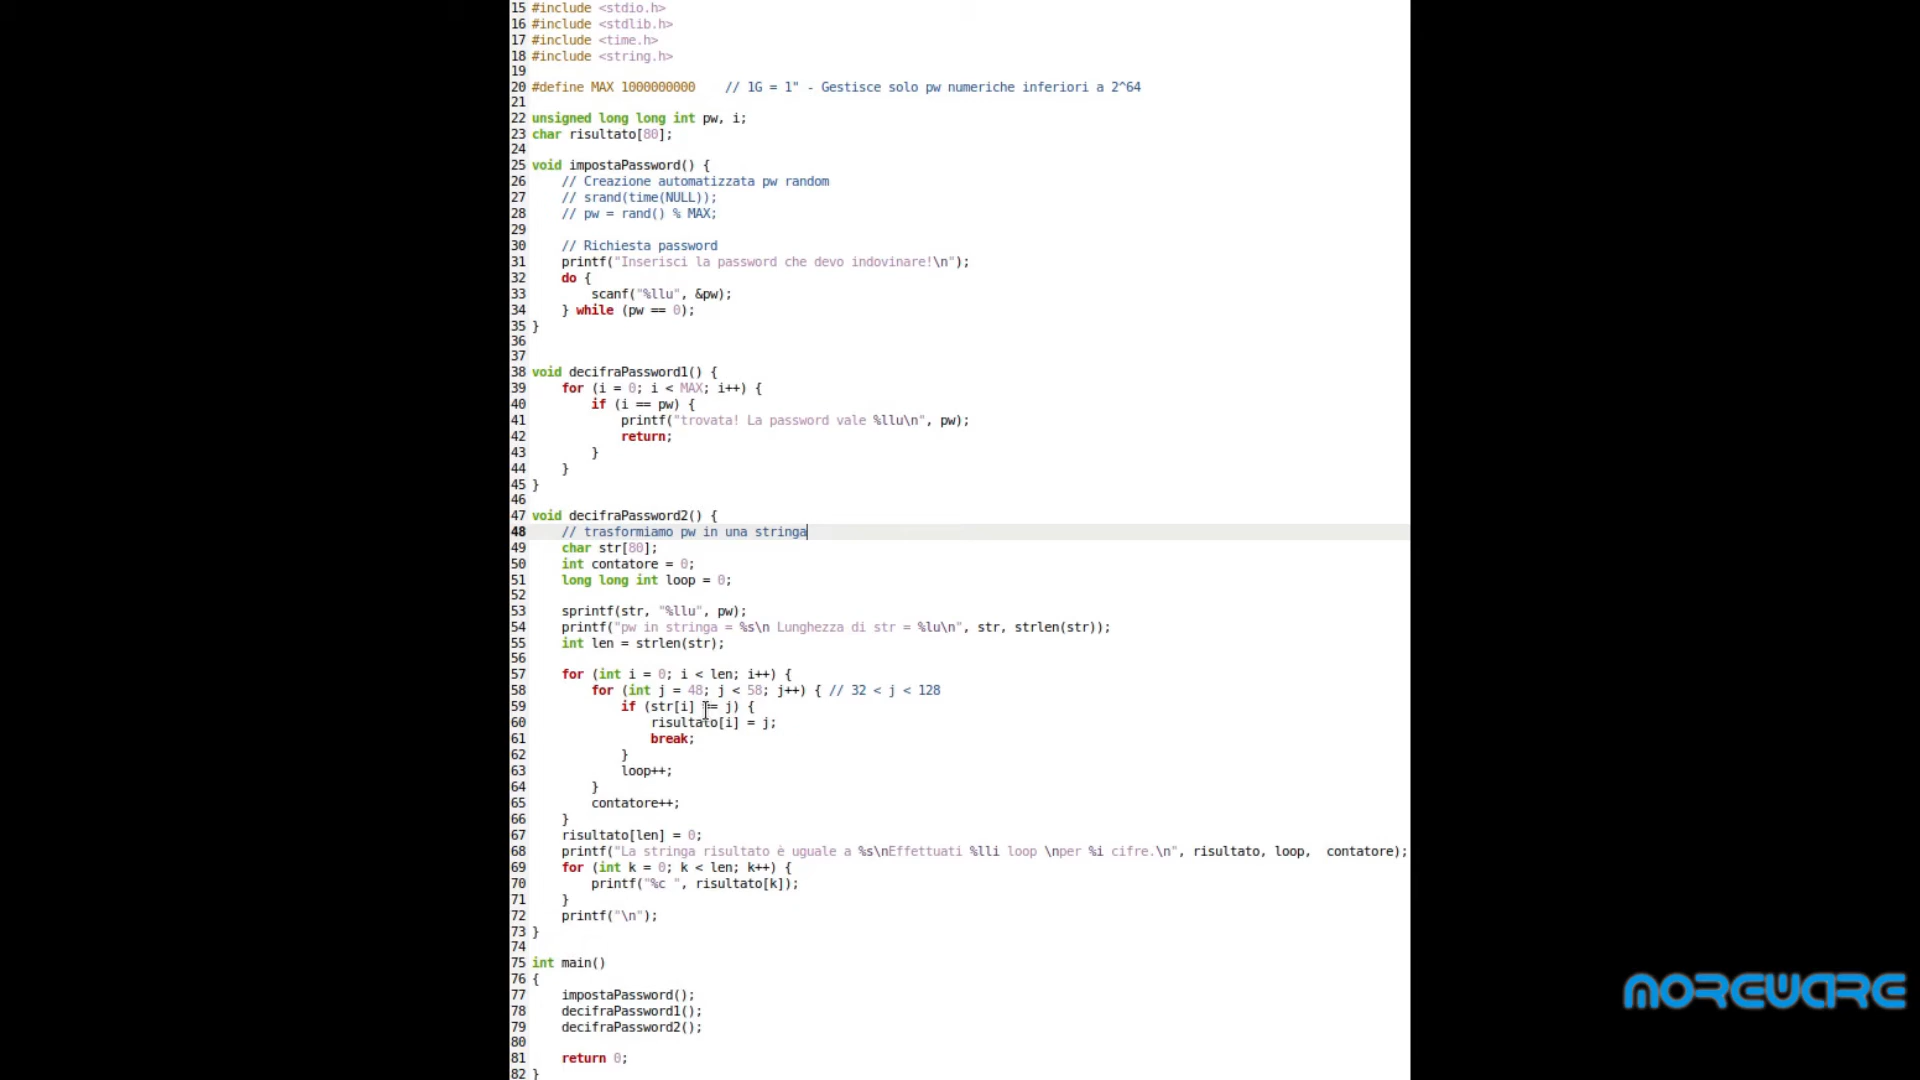 15 #include <stdio.h>
16 #include <stdlib.h>
17 #include <time.h>
18 #include <string.h>
19
20 #define MAX 1000000000    // 1G = 1" - Gestisce solo pw numeriche inferiori a 2^64
21
22 unsigned long long int pw, i;
23 char risultato[80];
24
25 void impostaPassword() {
26     // Creazione automatizzata pw random
27     // srand(time(NULL));
28     // pw = rand() % MAX;
29
30     // Richiesta password
31     printf("Inserisci la password che devo indovinare!\n");
32     do {
33         scanf("%llu", &pw);
34     } while (pw == 0);
35 }
36
37
38 void decifraPassword1() {
39     for (i = 0; i < MAX; i++) {
40         if (i == pw) {
41             printf("trovata! La password vale %llu\n", pw);
42             return;
43         }
44     }
45 }
46
47 void decifraPassword2() {
48     // trasformiamo pw in una stringa
49     char str[80];
50     int contatore = 0;
51     long long int loop = 0;
52
53     sprintf(str, "%llu", pw);
54     printf("pw in stringa = %s\n Lunghezza di str = %lu\n", str, strlen(str));
55     int len = strlen(str);
56
57     for (int i = 0; i < len; i++) {
58         for (int j = 48; j < 58; j++) { // 32 < j < 128
59             if (str[i] == j) {
60                 risultato[i] = j;
61                 break;
62             }
63             loop++;
64         }
65         contatore++;
66     }
67     risultato[len] = 0;
68     printf("La stringa risultato è uguale a %s\nEffettuati %lli loop \nper %i cifre.\n", risultato, loop,  contatore);
69     for (int k = 0; k < len; k++) {
70         printf("%c ", risultato[k]);
71     }
72     printf("\n");
73 }
74
75 int main()
76 {
77     impostaPassword();
78     decifraPassword1();
79     decifraPassword2();
80
81     return 0;
82 }
MOREWARE